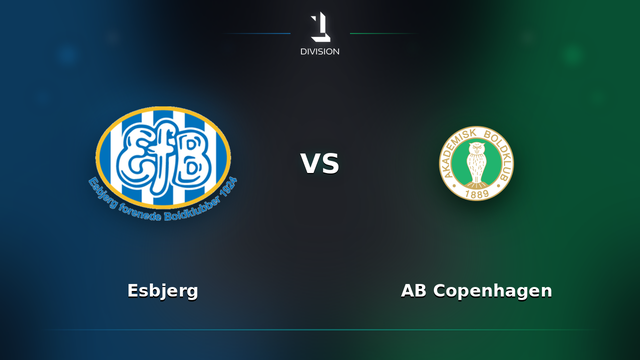 1
DIVISION
EfB
Esbjerg forenede Boldklubber 1924
VS
AKADEMISK BOLDKLUB
1889
Esbjerg
AB Copenhagen